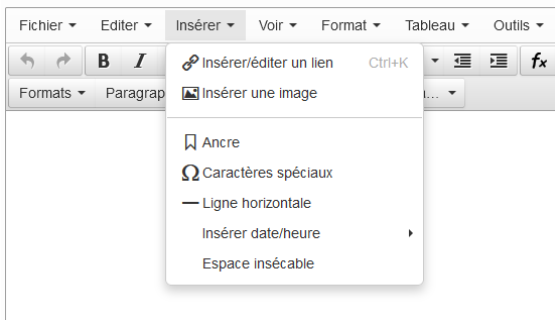 Fichier Editer Insérer Voir Format Tableau Outils
B I fx
Insérer/éditer un lien Ctrl+K
Formats Paragrap
Insérer une image
Ancre
Ω Caractères spéciaux
Ligne horizontale
Insérer date/heure
Espace insécable